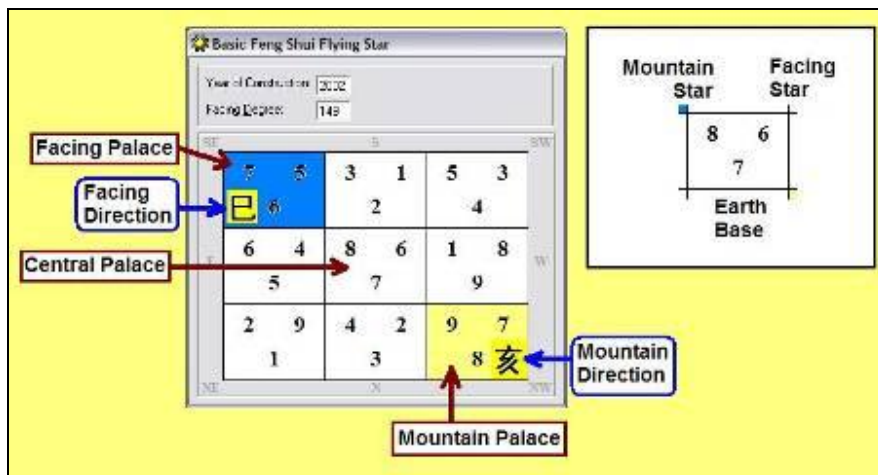 Basic Feng Shui Flying Star
Year of Construction: 2002
Facing Degree: 149
SE S SW
Facing Palace
7 5 3 1 5 3
Facing
Direction
巳 6 2 4
Central Palace
6 4 8 6 1 8
W
5 7 9
2 9 4 2 9 7
1 3 8 亥
Mountain
Direction
NE N NW
Mountain Palace
Mountain
Star
Facing
Star
8 6
7
Earth
Base